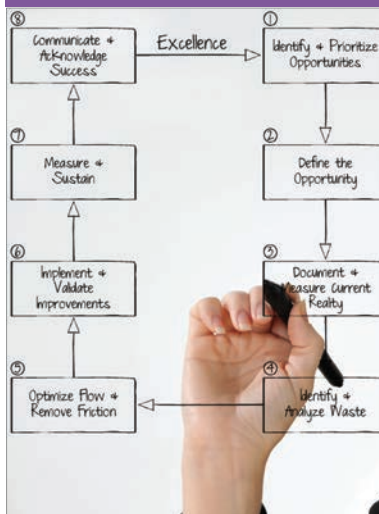 ①
Identify & Prioritize
Opportunities
②
Define the
Opportunity
③
Document &
Measure Current
Reality
④
Identify &
Analyze Waste
⑤
Optimize Flow &
Remove Friction
⑥
Implement &
Validate
Improvements
⑦
Measure &
Sustain
⑧
Communicate &
Acknowledge
Success
Excellence